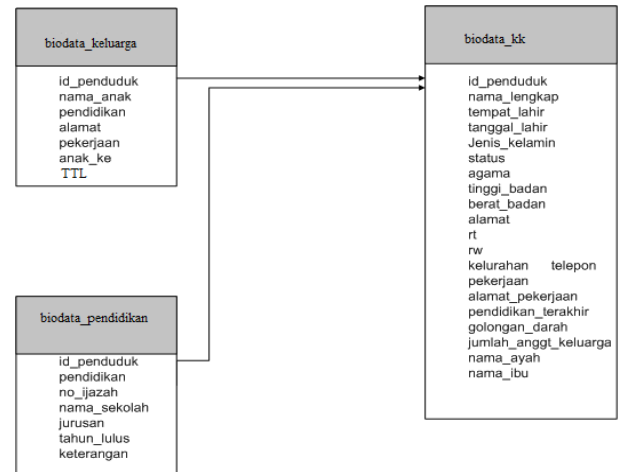 biodata_keluarga
id_penduduk
nama_anak
pendidikan
alamat
pekerjaan
anak_ke
TTL
biodata_kk
id_penduduk
nama_lengkap
tempat_lahir
tanggal_lahir
Jenis_kelamin
status
agama
tinggi_badan
berat_badan
alamat
rt
rw
kelurahan telepon
pekerjaan
alamat_pekerjaan
pendidikan_terakhir
golongan_darah
jumlah_anggt_keluarga
nama_ayah
nama_ibu
biodata_pendidikan
id_penduduk
pendidikan
no_ijazah
nama_sekolah
jurusan
tahun_lulus
keterangan